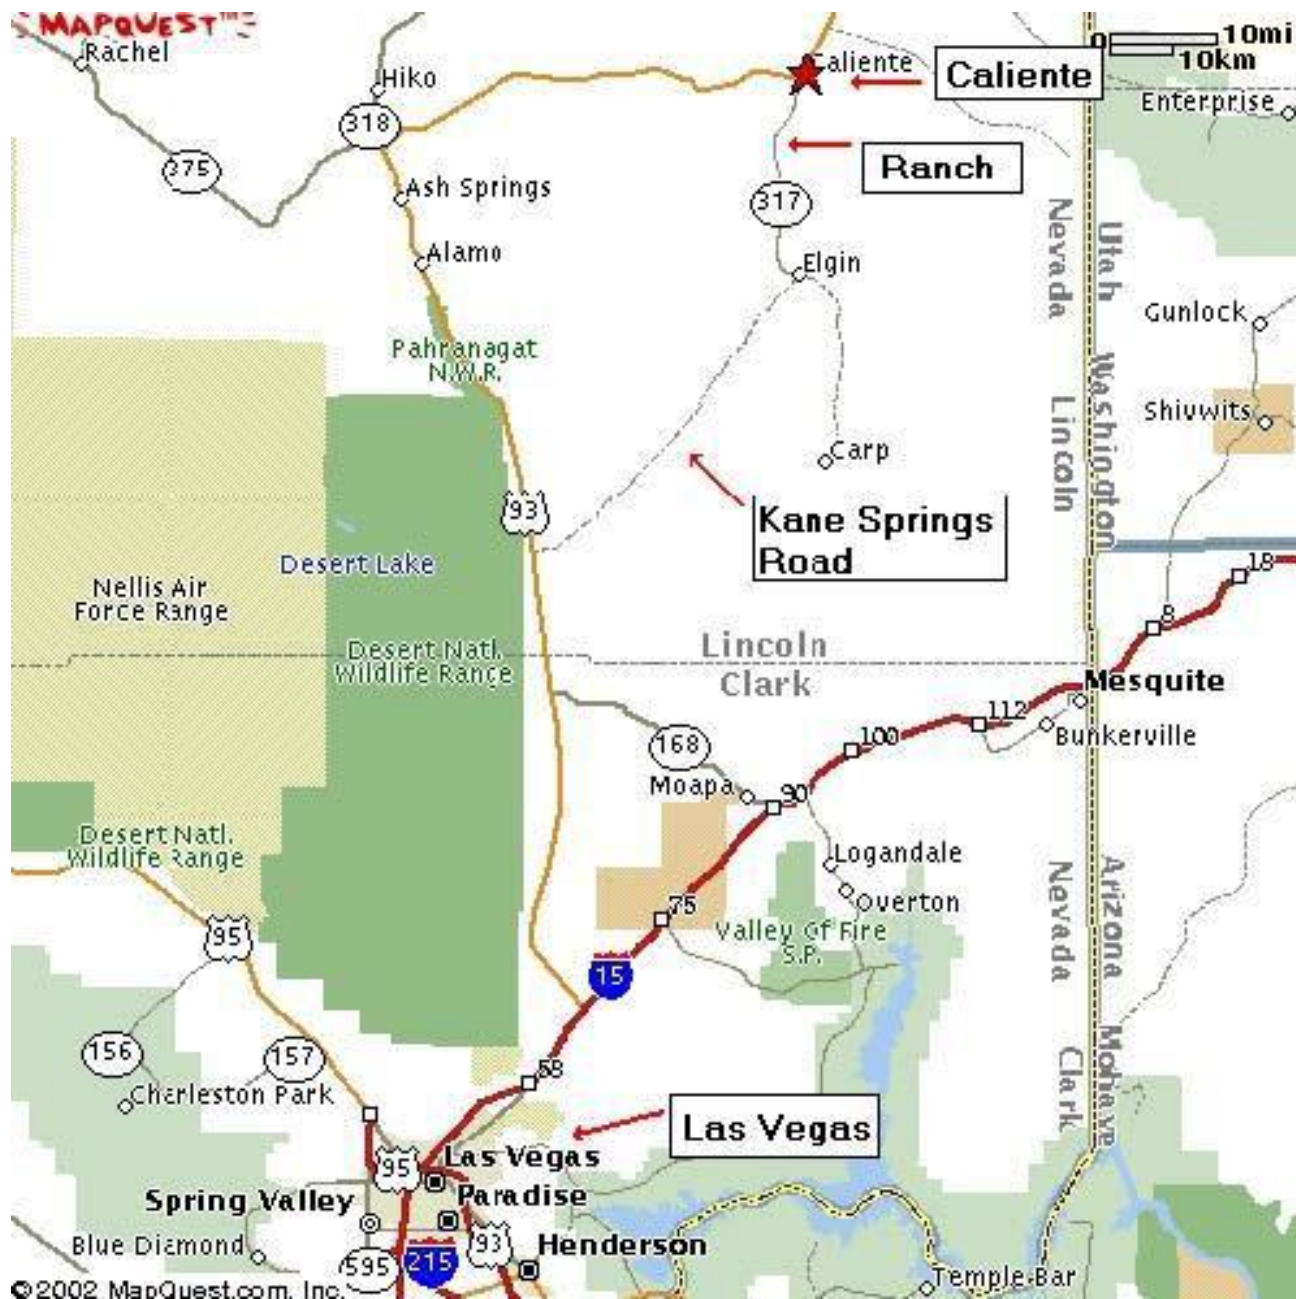 MAPQUEST™
0 10mi
10km
Rachel
Hiko
Caliente
Caliente
Enterprise
318
375
Ranch
Ash Springs
317
Nevada
Utah
Alamo
Elgin
Gunlock
Pahranagat
N.W.R.
Washington
Lincoln
Shivwits
Carp
93
Kane Springs
Road
Desert Lake
18
Nellis Air
Force Range
8
Desert Natl.
Wildlife Range
Lincoln
Clark
Mesquite
112
100
Bunkerville
168
Moapa
90
Desert Natl.
Wildlife Range
Logandale
Overton
75
Nevada
Arizona
Valley Of Fire
S.P.
95
15
156
157
58
Clark
Mohave
Charleston Park
Las Vegas
95
Las Vegas
Paradise
Spring Valley
Blue Diamond
595
215
93
Henderson
Temple Bar
©2002 MapQuest.com, Inc.